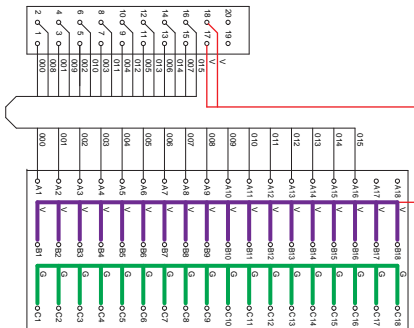 2 4 6 8 10 12 14 16 18 20
1 3 5 7 9 11 13 15 17 19
000 008 001 009 002 010 003 011 004 012 005 013 006 014 007 015 V V
000 001 002 003 004 005 006 007 008 009 010 011 012 013 014 015
A1 A2 A3 A4 A5 A6 A7 A8 A9 A10 A11 A12 A13 A14 A15 A16 A17 A18
V V V V V V V V V V V V V V V V V V
B1 B2 B3 B4 B5 B6 B7 B8 B9 B10 B11 B12 B13 B14 B15 B16 B17 B18
G G G G G G G G G G G G G G G G G G
C1 C2 C3 C4 C5 C6 C7 C8 C9 C10 C11 C12 C13 C14 C15 C16 C17 C18